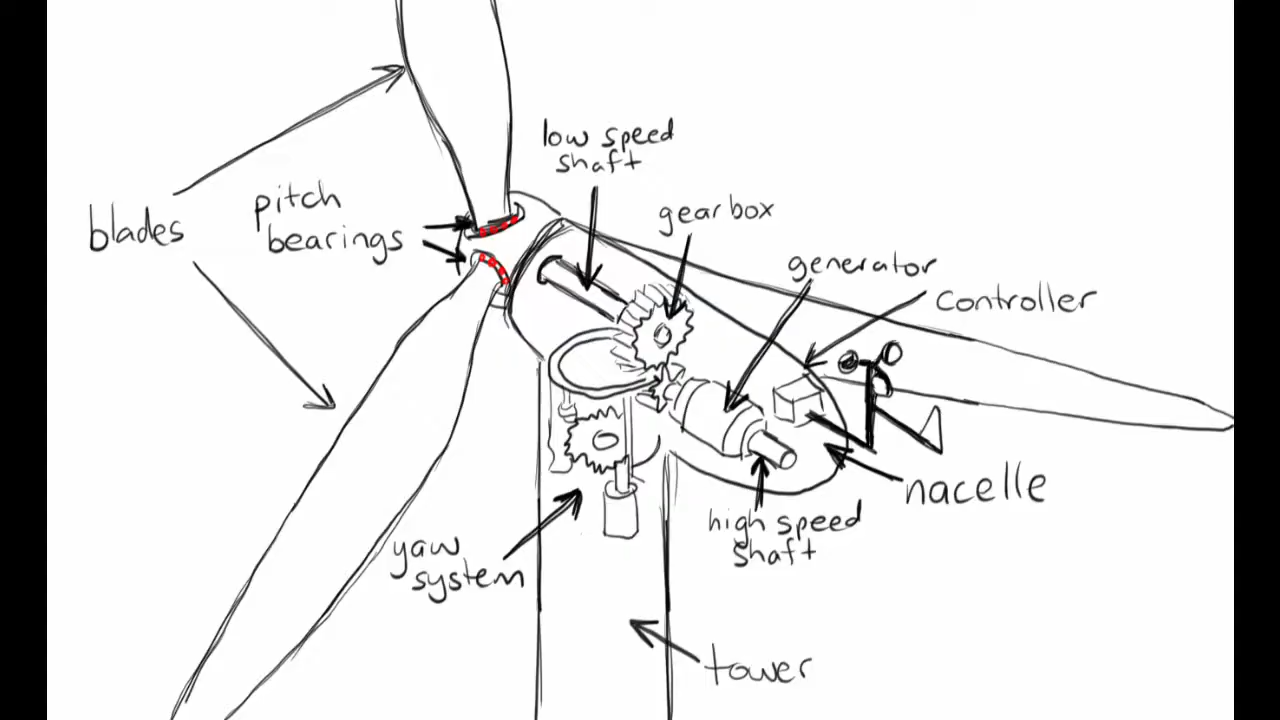 low speed
shaft
pitch
bearings
blades
gear box
generator
controller
nacelle
high speed
shaft
yaw
system
tower